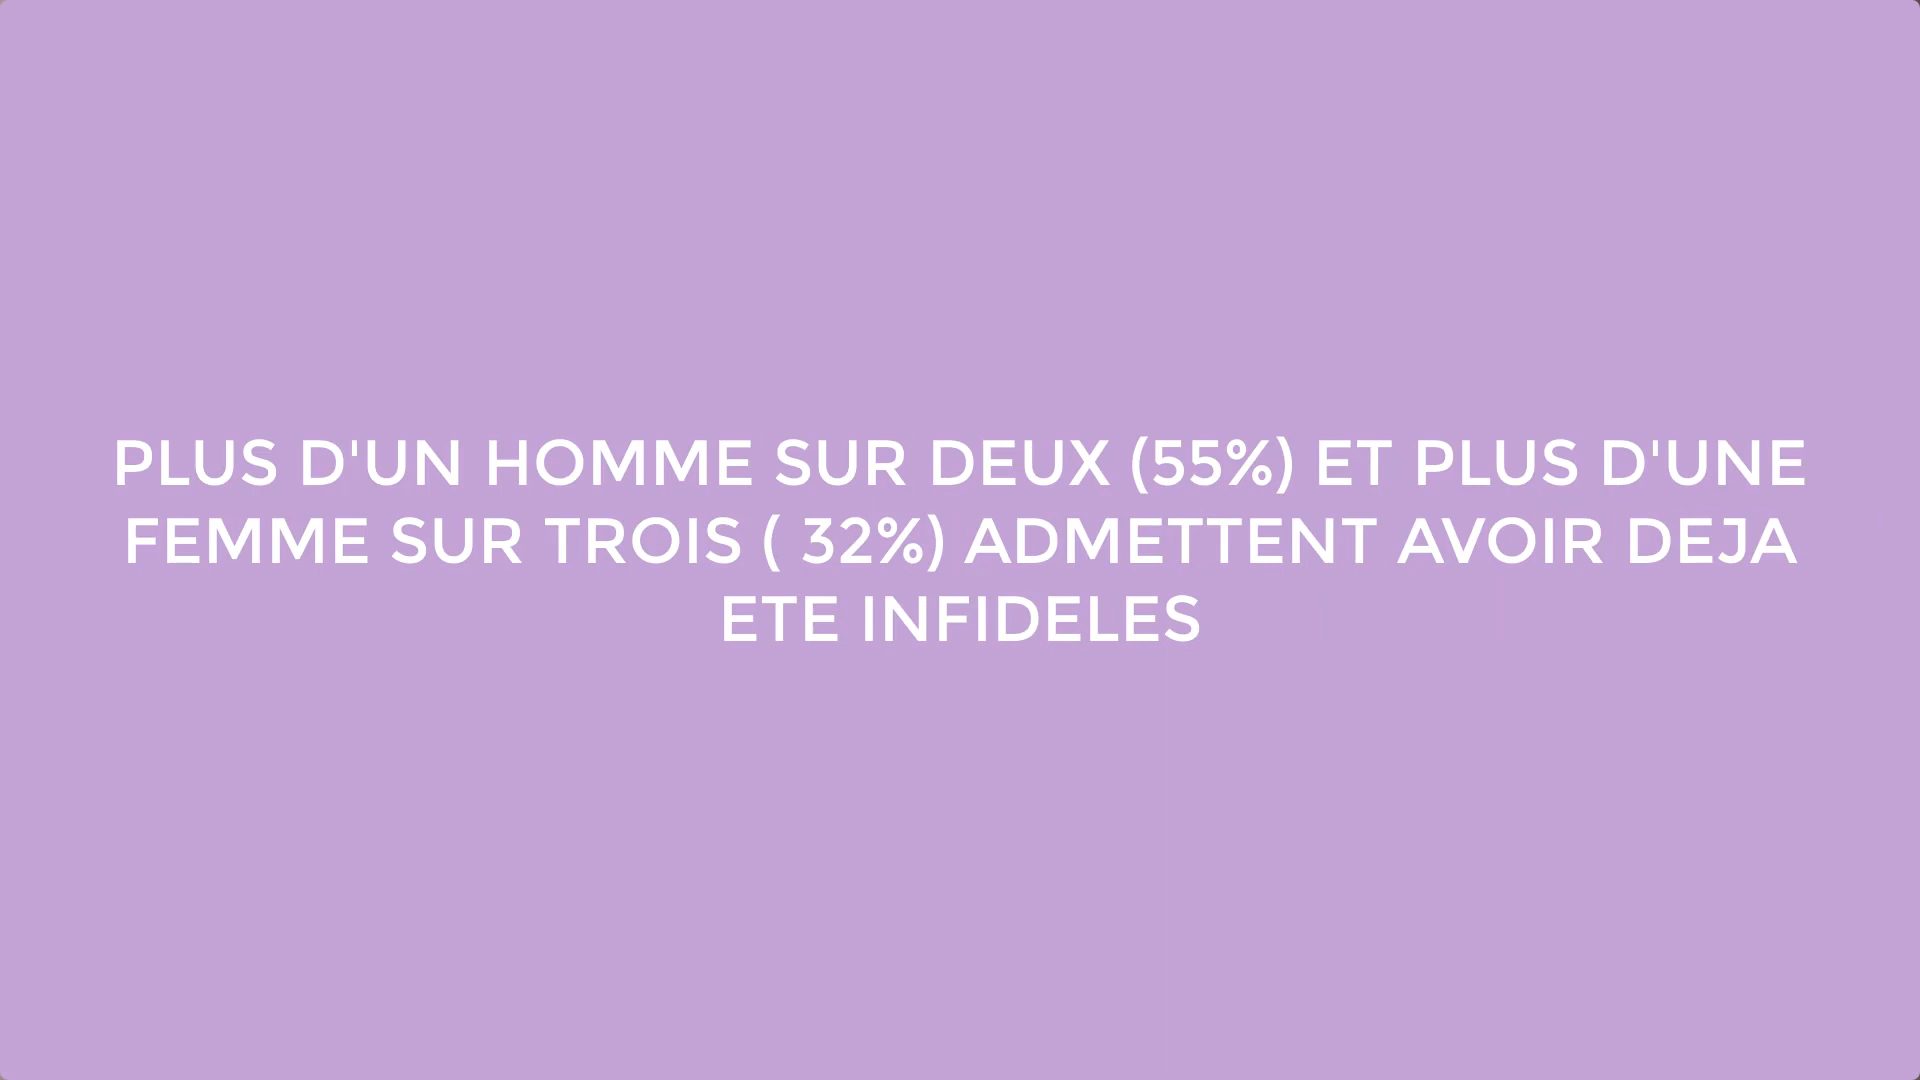 PLUS D'UN HOMME SUR DEUX (55%) ET PLUS D'UNE
FEMME SUR TROIS ( 32%) ADMETTENT AVOIR DEJA
ETE INFIDELES